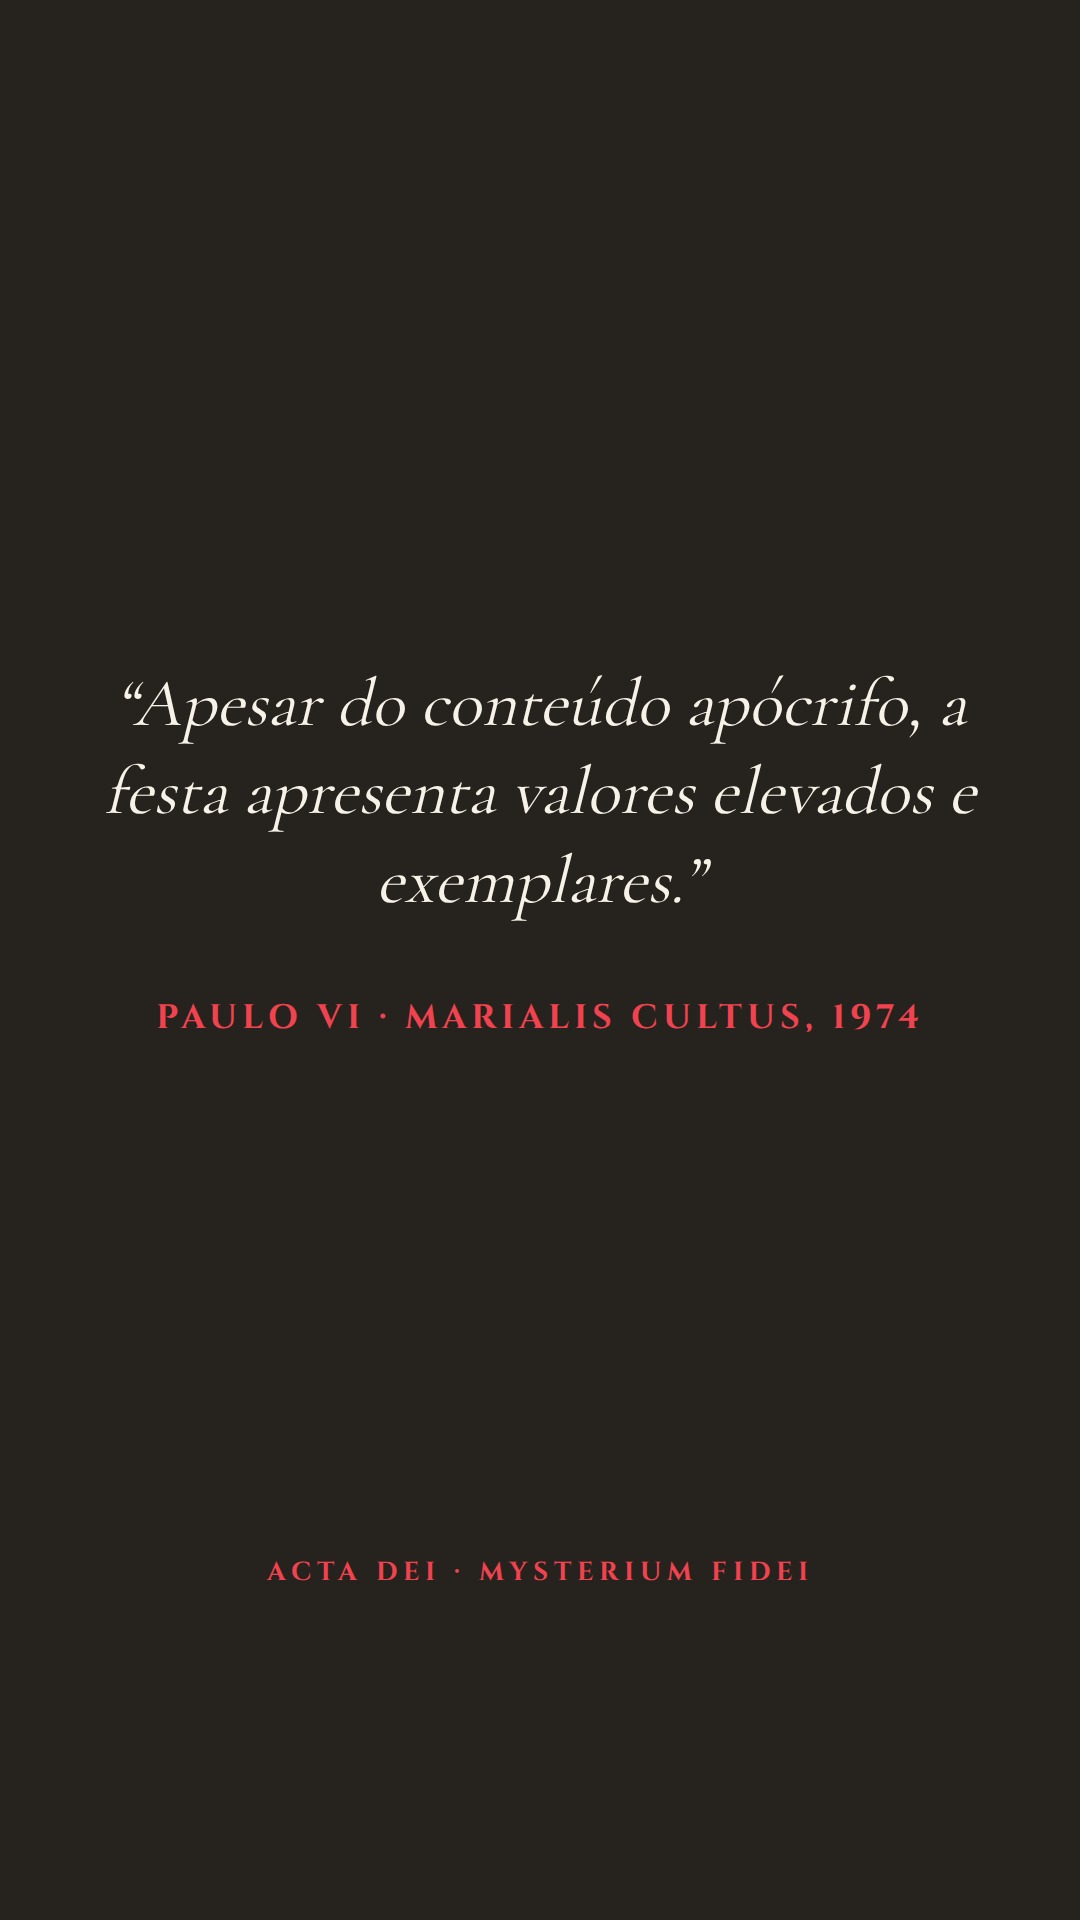 “Apesar do conteúdo apócrifo, a
festa apresenta valores elevados e
exemplares.”
PAULO VI · MARIALIS CULTUS, 1974
ACTA DEI · MYSTERIUM FIDEI